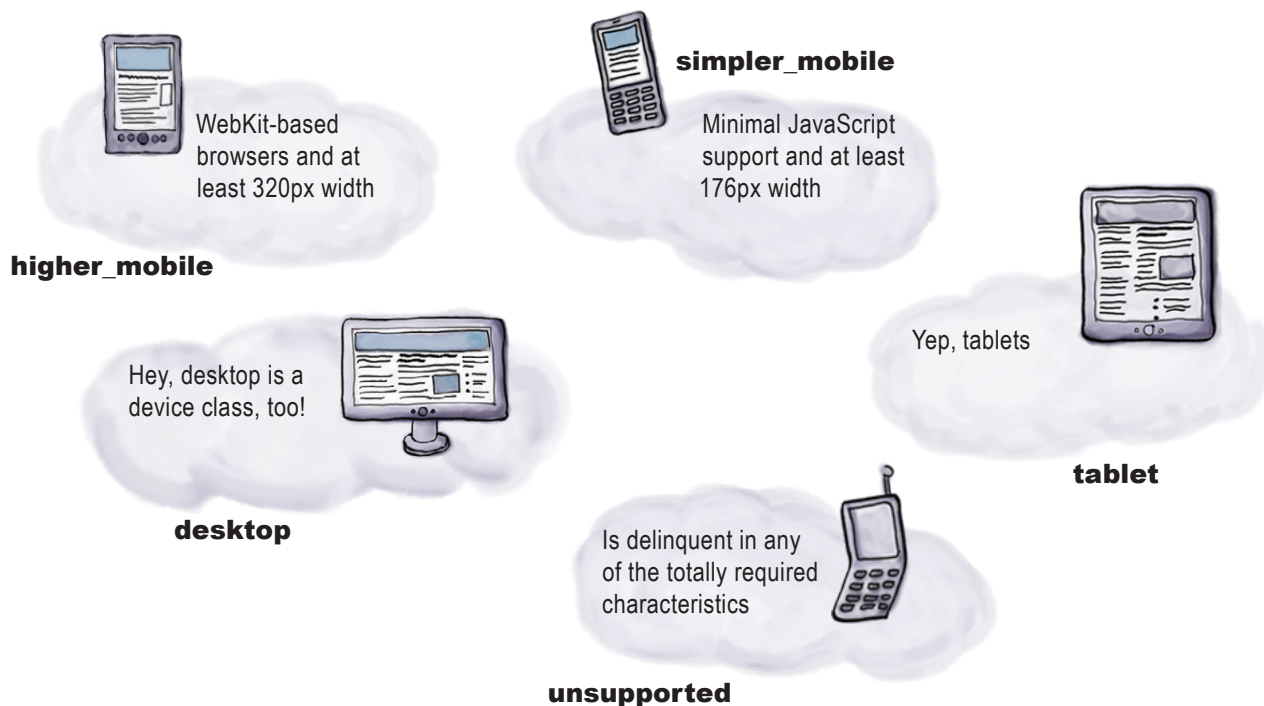 simpler_mobile
WebKit-based
browsers and at
least 320px width
higher_mobile
Minimal JavaScript
support and at least
176px width
Yep, tablets
tablet
Hey, desktop is a
device class, too!
desktop
Is delinquent in any
of the totally required
characteristics
unsupported